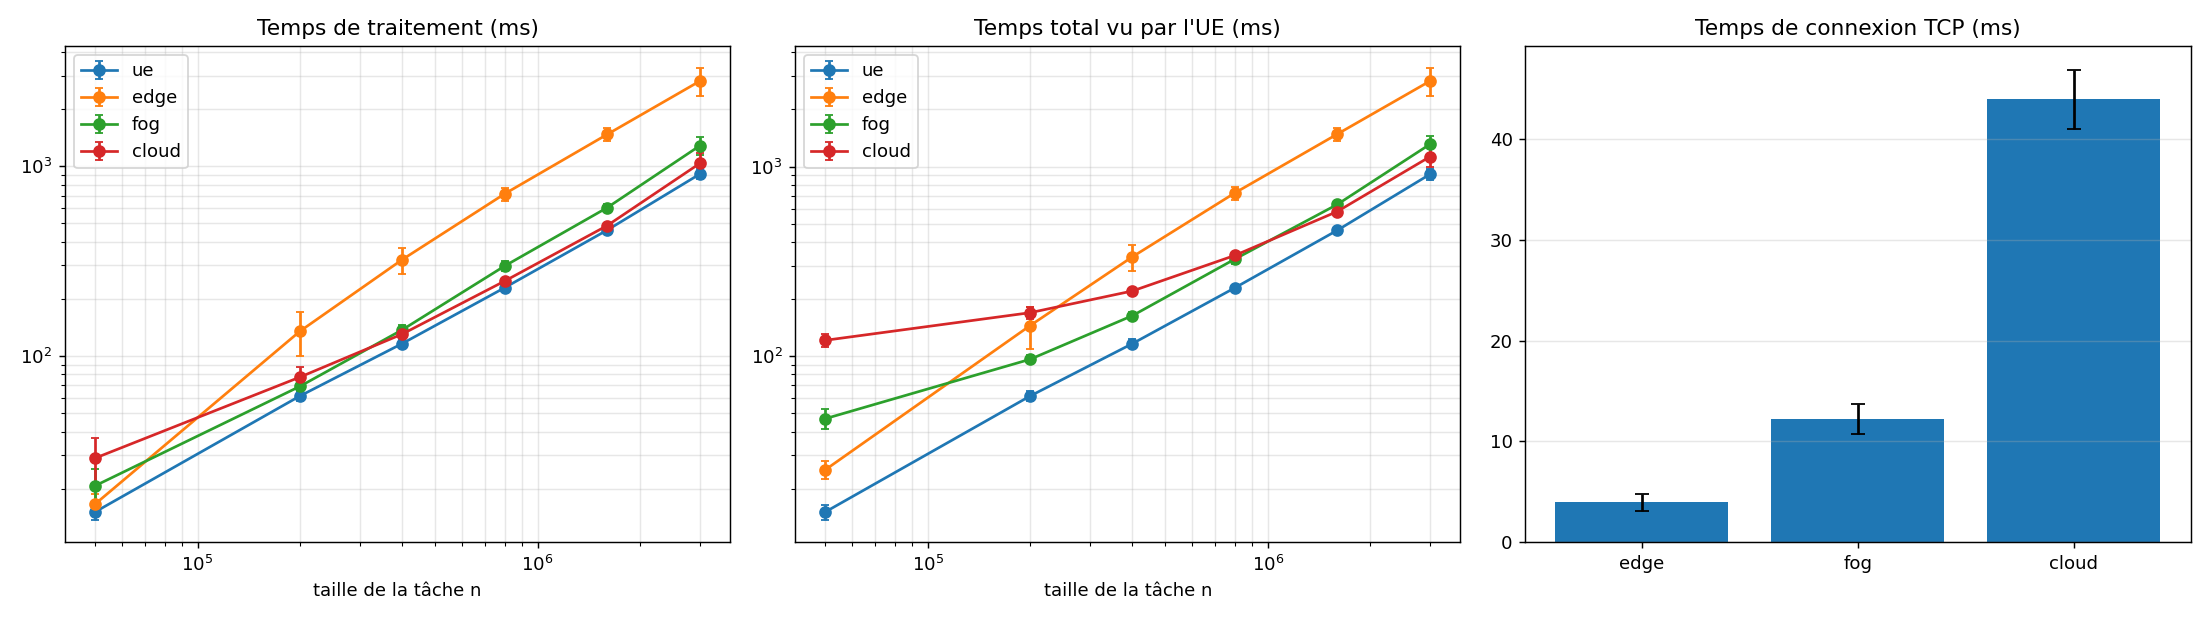 Temps de traitement (ms)
ue
edge
fog
cloud
10³
10²
10⁵
10⁶
taille de la tâche n
Temps total vu par l'UE (ms)
ue
edge
fog
cloud
10³
10²
10⁵
10⁶
taille de la tâche n
Temps de connexion TCP (ms)
40
30
20
10
0
edge
fog
cloud